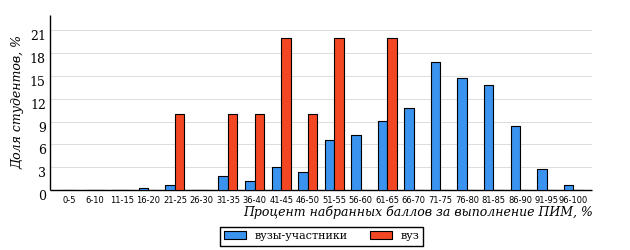 Доля студентов, %
21
18
15
12
9
6
3
0
0-5 6-10 11-15 16-20 21-25 26-30 31-35 36-40 41-45 46-50 51-55 56-60 61-65 66-70 71-75 76-80 81-85 86-90 91-95 96-100
Процент набранных баллов за выполнение ПИМ, %
вузы-участники вуз